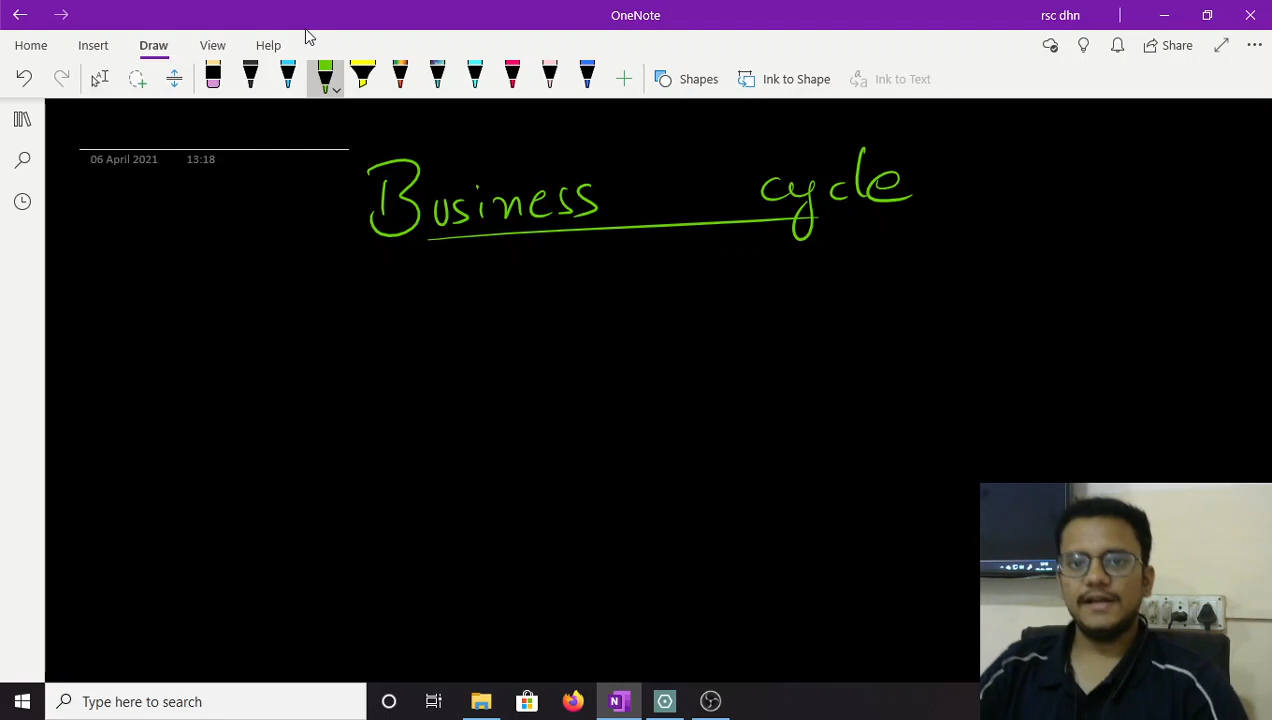 OneNote
rsc dhn
Home Insert Draw View Help
Share
Shapes Ink to Shape Ink to Text
06 April 2021 13:18
Business cycle
Type here to search